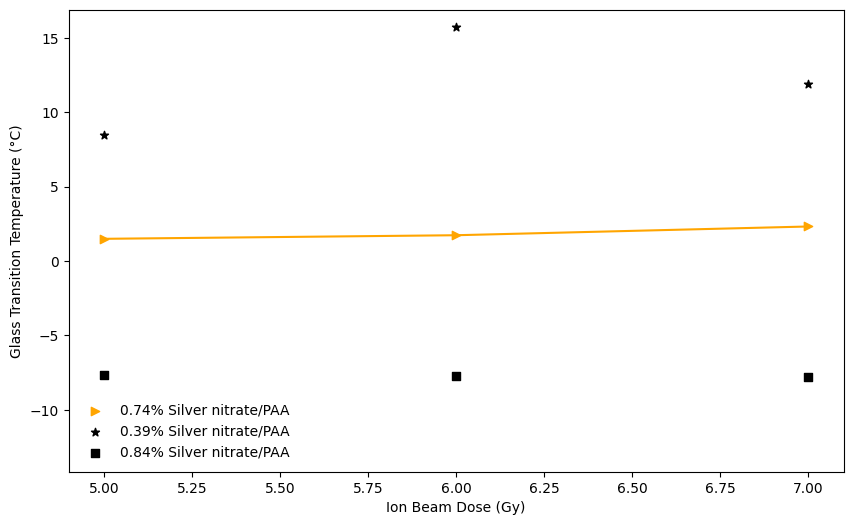 15
10
5
0
−5
−10
Glass Transition Temperature (°C)
0.74% Silver nitrate/PAA
0.39% Silver nitrate/PAA
0.84% Silver nitrate/PAA
5.00 5.25 5.50 5.75 6.00 6.25 6.50 6.75 7.00
Ion Beam Dose (Gy)